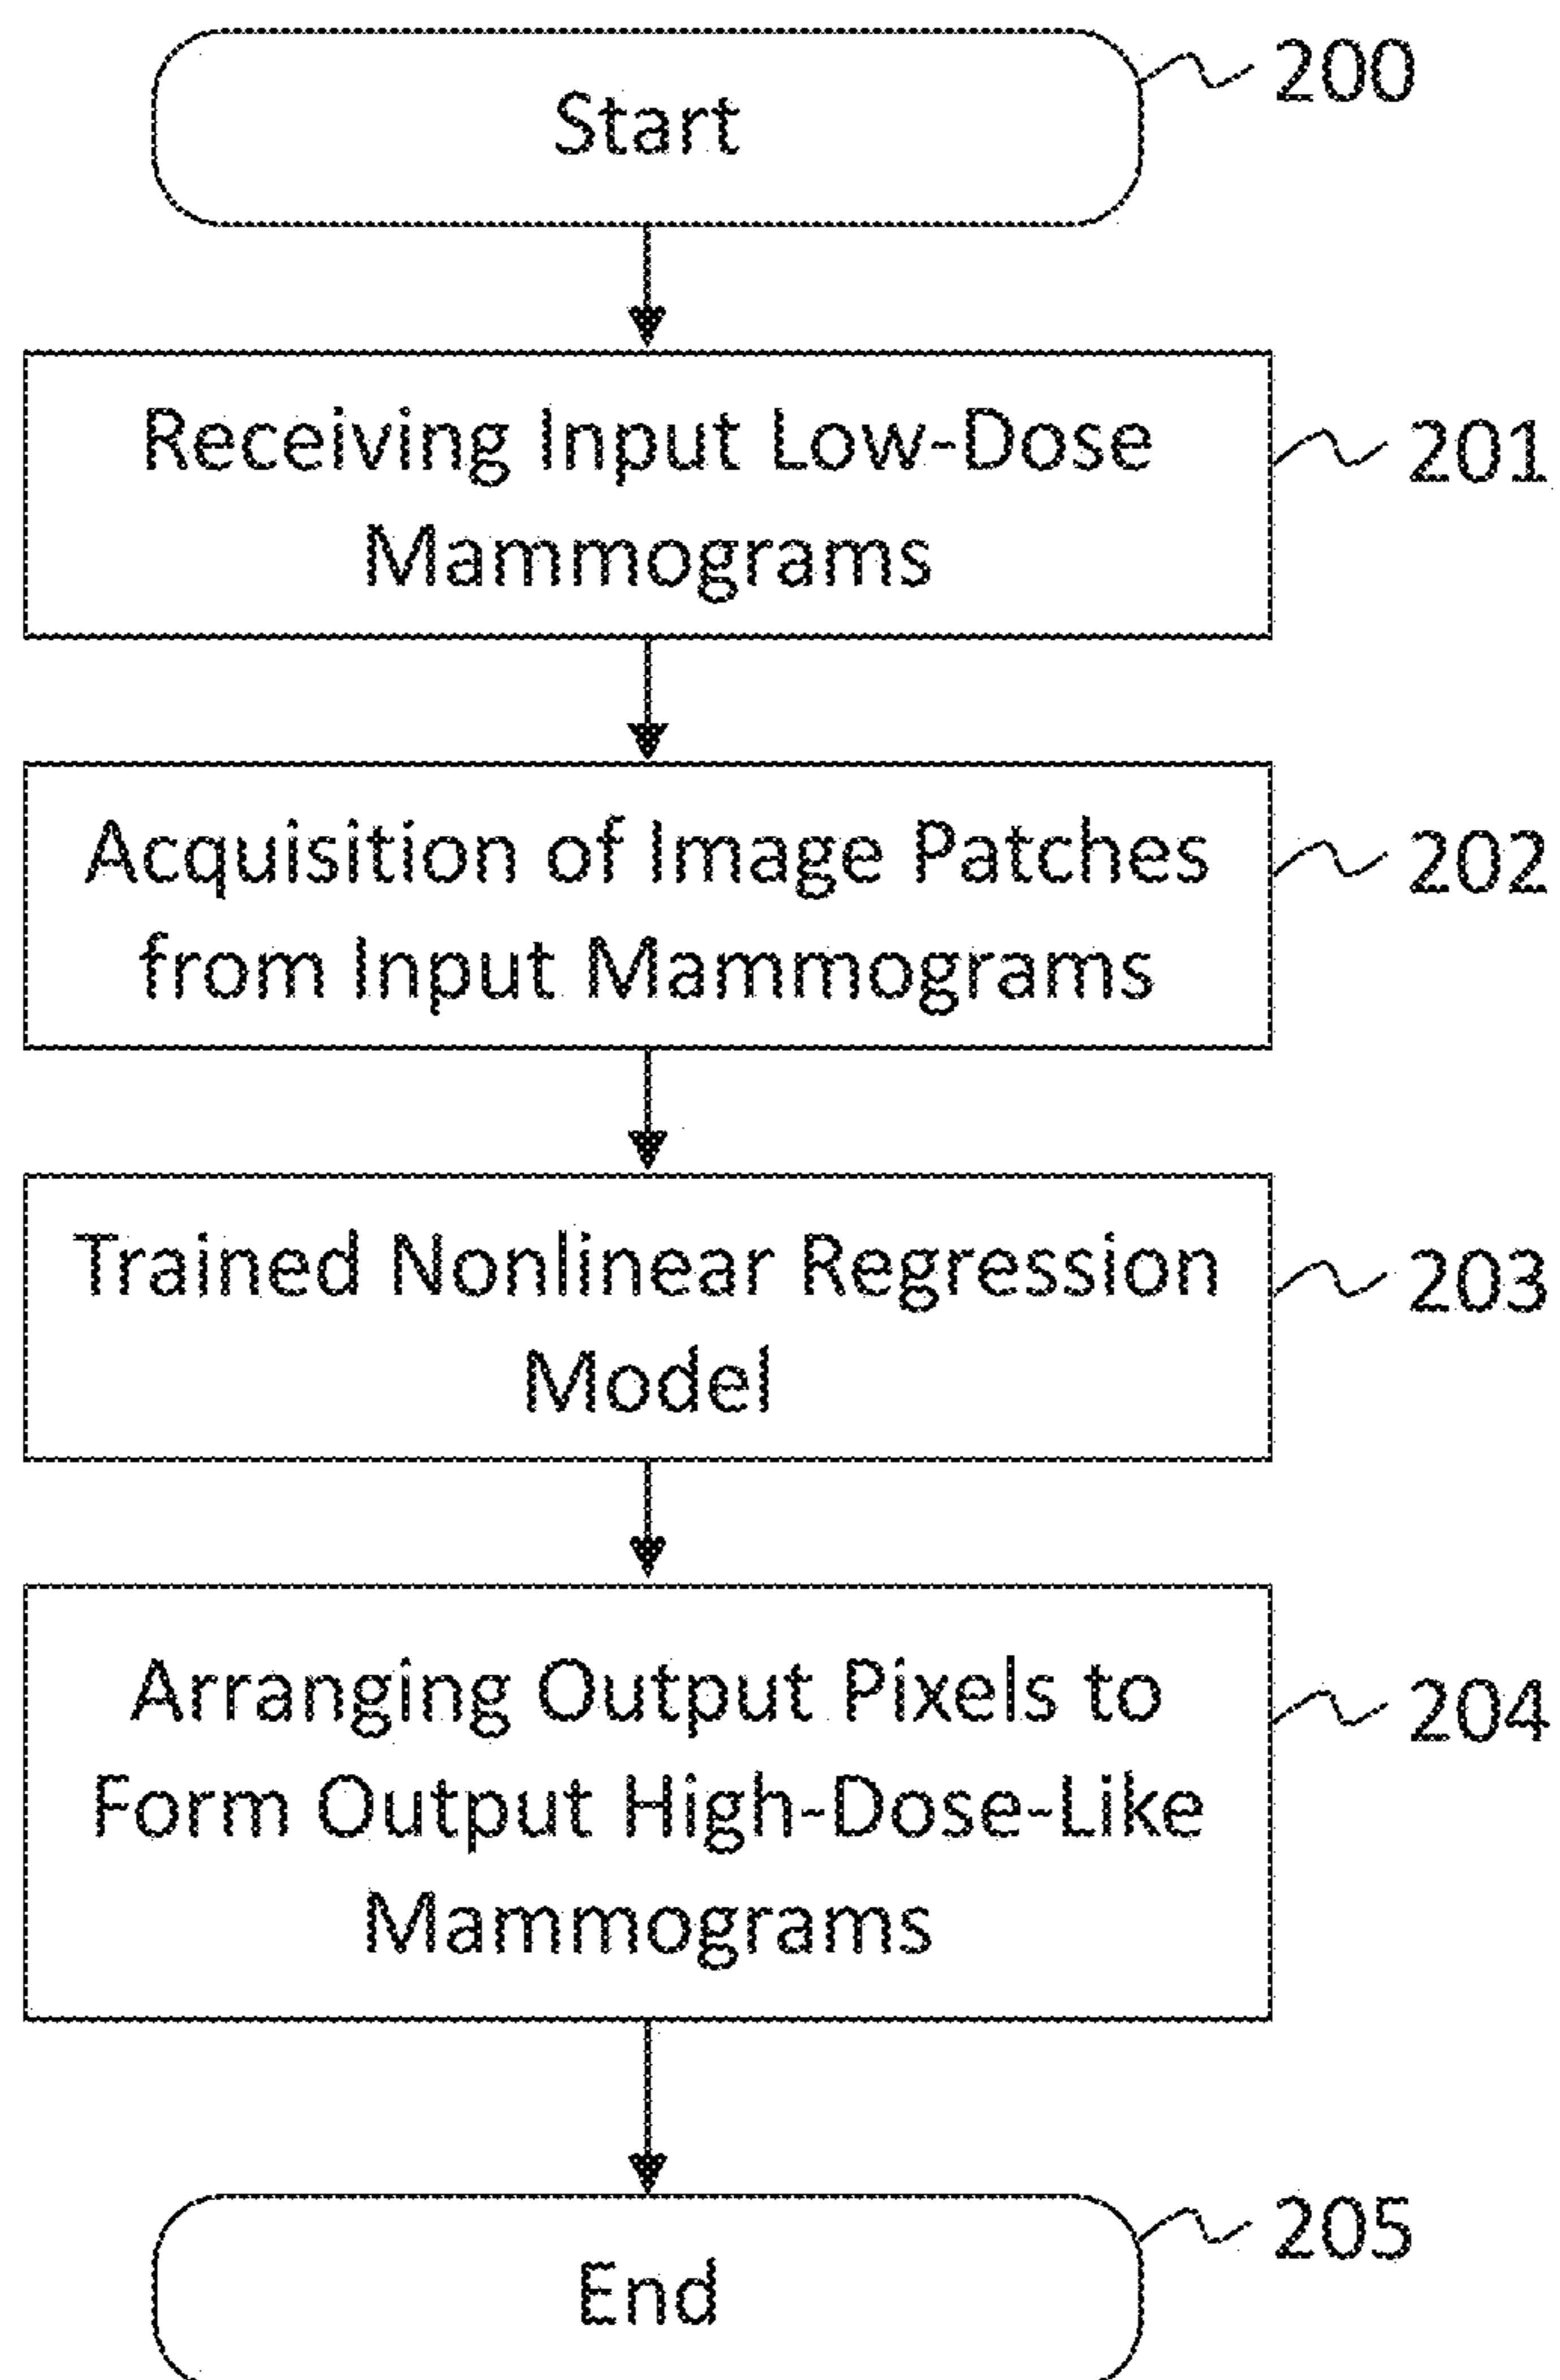 Start
200
Receiving Input Low-Dose
Mammograms
201
Acquisition of Image Patches
from Input Mammograms
202
Trained Nonlinear Regression
Model
203
Arranging Output Pixels to
Form Output High-Dose-Like
Mammograms
204
End
205